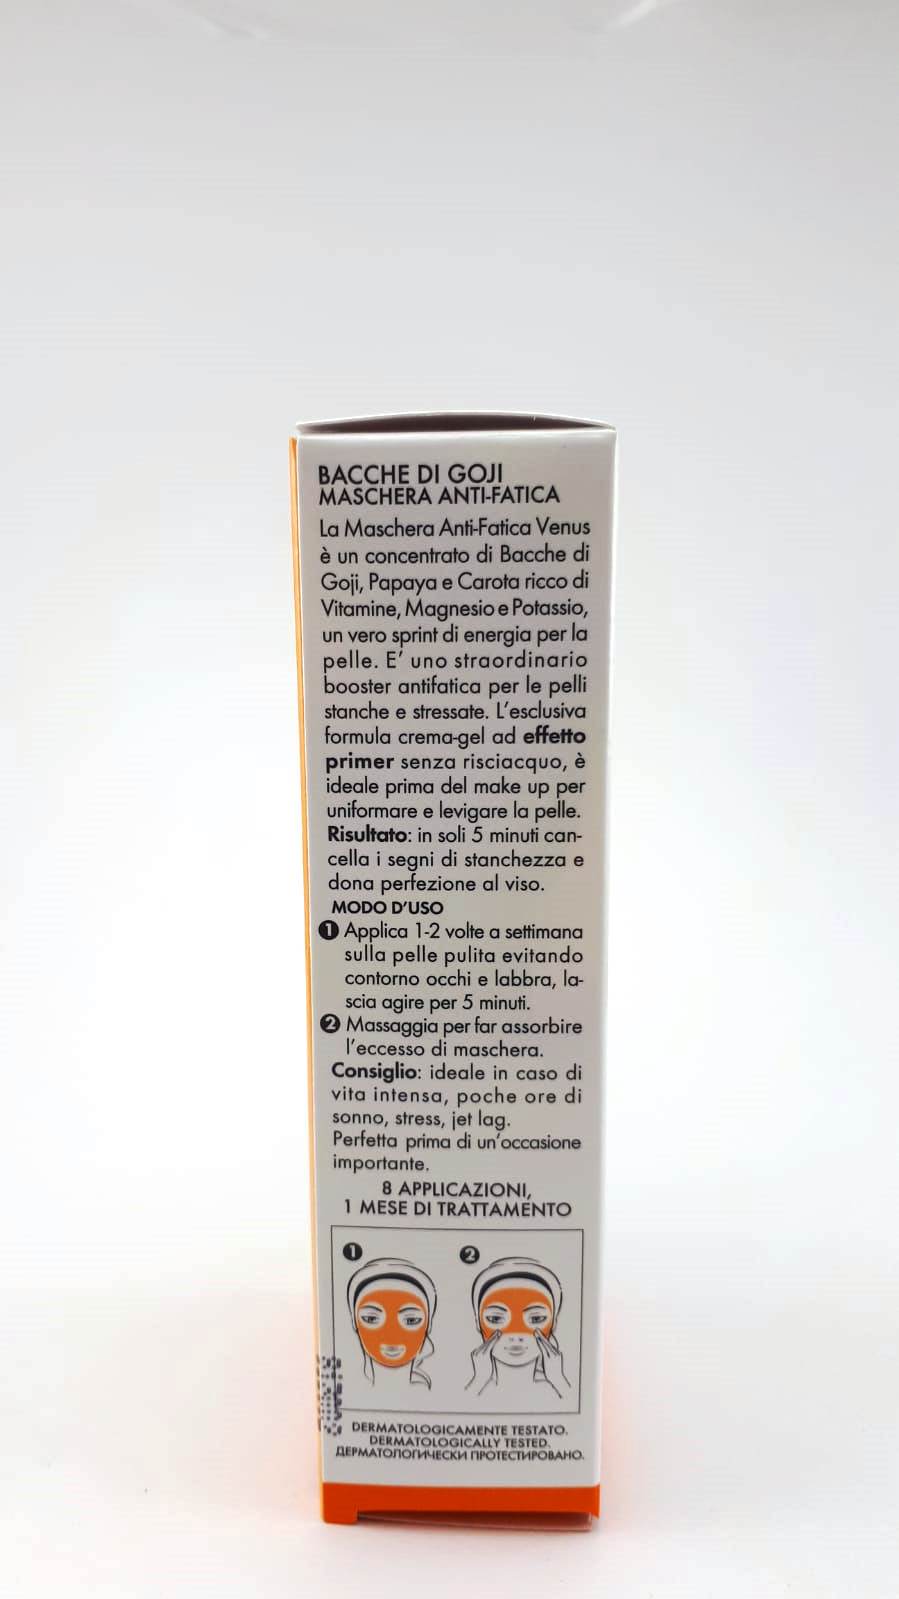 BACCHE DI GOJI
MASCHERA ANTI-FATICA
La Maschera Anti-Fatica Venus
è un concentrato di Bacche di
Goji, Papaya e Carota ricco di
Vitamine, Magnesio e Potassio,
un vero sprint di energia per la
pelle. E' uno straordinario
booster antifatica per le pelli
stanche e stressate. L'esclusiva
formula crema-gel ad effetto
primer senza risciacquo, è
ideale prima del make up per
uniformare e levigare la pelle.
Risultato: in soli 5 minuti can-
cella i segni di stanchezza e
dona perfezione al viso.
MODO D'USO
1 Applica 1-2 volte a settimana
sulla pelle pulita evitando
contorno occhi e labbra, la-
scia agire per 5 minuti.
2 Massaggia per far assorbire
l'eccesso di maschera.
Consiglio: ideale in caso di
vita intensa, poche ore di
sonno, stress, jet lag.
Perfetta prima di un'occasione
importante.
8 APPLICAZIONI,
1 MESE DI TRATTAMENTO
1 2
DERMATOLOGICAMENTE TESTATO.
DERMATOLOGICALLY TESTED.
ДЕРМАТОЛОГИЧЕСКИ ПРОТЕСТИРОВАНО.